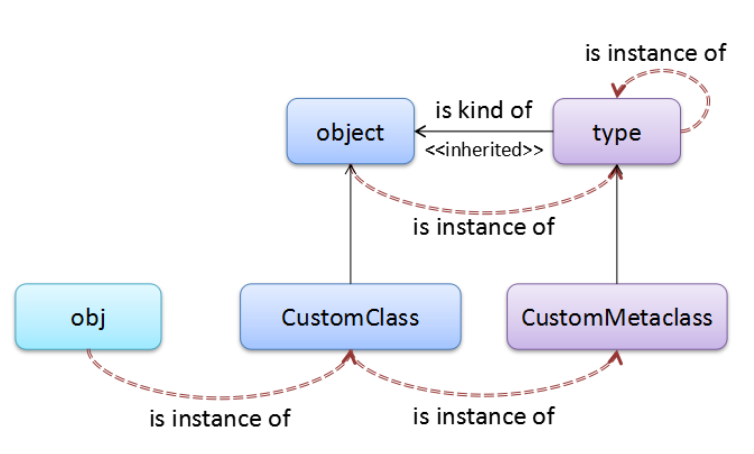 is instance of
is kind of
object
type
<<inherited>>
is instance of
obj
CustomClass
CustomMetaclass
is instance of
is instance of